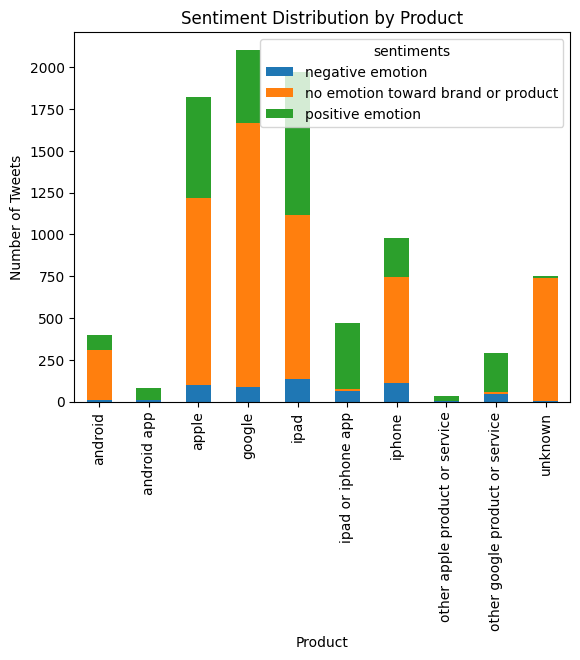 Sentiment Distribution by Product
sentiments
negative emotion
no emotion toward brand or product
positive emotion
Number of Tweets
2000
1750
1500
1250
1000
750
500
250
0
android
android app
apple
google
ipad
ipad or iphone app
iphone
other apple product or service
other google product or service
unknown
Product